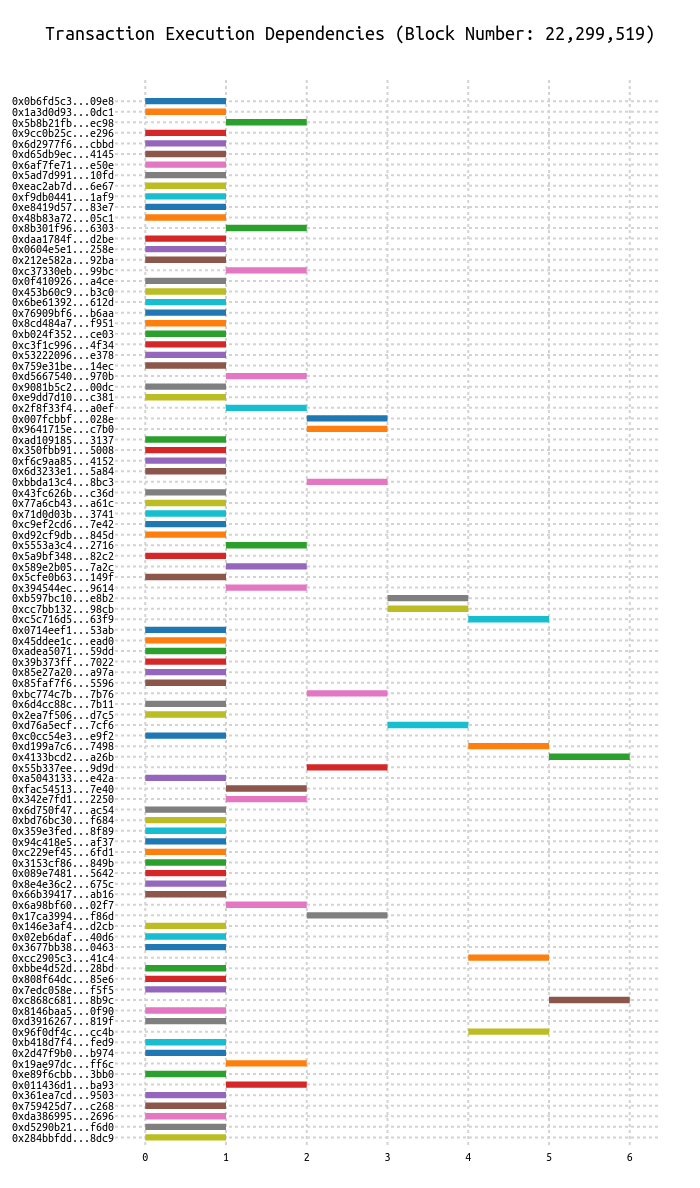 Transaction Execution Dependencies (Block Number: 22,299,519)
0x0b6fd5c3...09e8
0x1a3d0d93...0dc1
0x5b8b21fb...ec98
0x9cc0b25c...e296
0x6d2977f6...cbbd
0xd65db9ec...4145
0x6af7fe71...e50e
0x5ad7d991...10fd
0xeac2ab7d...6e67
0xf9db0441...1af9
0xe8419d57...83e7
0x48b83a72...05c1
0x8b301f96...6303
0xdaa1784f...d2be
0x0604e5e1...258e
0x212e582a...92ba
0xc37330eb...99bc
0x0f410926...a4ce
0x453b60c9...b3c0
0x6be61392...612d
0x76909bf6...b6aa
0x8cd484a7...f951
0xb024f352...ce03
0xc3f1c996...4f34
0x53222096...e378
0x759e31be...14ec
0xd5667540...970b
0x9081b5c2...00dc
0xe9dd7d10...c381
0x2f8f33f4...a0ef
0x007fcbbf...028e
0x9641715e...c7b0
0xad109185...3137
0x350fbb91...5008
0xf6c9aa85...4152
0x6d3233e1...5a84
0xbbda13c4...8bc3
0x43fc626b...c36d
0x77a6cb43...a61c
0x71d0d03b...3741
0xc9ef2cd6...7e42
0xd92cf9db...845d
0x5553a3c4...2716
0x5a9bf348...82c2
0x589e2b05...7a2c
0x5cfe0b63...149f
0x394544ec...9614
0xb597bc10...e8b2
0xcc7bb132...98cb
0xc5c716d5...63f9
0x0714eef1...53ab
0x45ddee1c...ead0
0xadea5071...59dd
0x39b373ff...7022
0x85e27a20...a97a
0x85faf7f6...5596
0xbc774c7b...7b76
0x6d4cc88c...7b11
0x2ea7f506...d7c5
0xd76a5ecf...7cf6
0xc0cc54e3...e9f2
0xd199a7c6...7498
0x4133bcd2...a26b
0x55b337ee...9d9d
0xa5043133...e42a
0xfac54513...7e40
0x342e7fd1...2250
0x6d750f47...ac54
0xbd76bc30...f684
0x359e3fed...8f89
0x94c418e5...af37
0xc229ef45...6fd1
0x3153cf86...849b
0x089e7481...5642
0x8e4e36c2...675c
0x66b39417...ab16
0x6a98bf60...02f7
0x17ca3994...f86d
0x146e3af4...d2cb
0x02eb6daf...40d6
0x3677bb38...0463
0xcc2905c3...41c4
0xbbe4d52d...28bd
0x808f64dc...85e6
0x7edc058e...f5f5
0xc868c681...8b9c
0x8146baa5...0f90
0xd3916267...819f
0x96f0df4c...cc4b
0xb418d7f4...fed9
0x2d47f9b0...b974
0x19ae97dc...ff6c
0xe89f6cbb...3bb0
0x011436d1...ba93
0x361ea7cd...9503
0x759425d7...c268
0xda386995...2696
0xd5290b21...f6d0
0x284bbfdd...8dc9
0 1 2 3 4 5 6